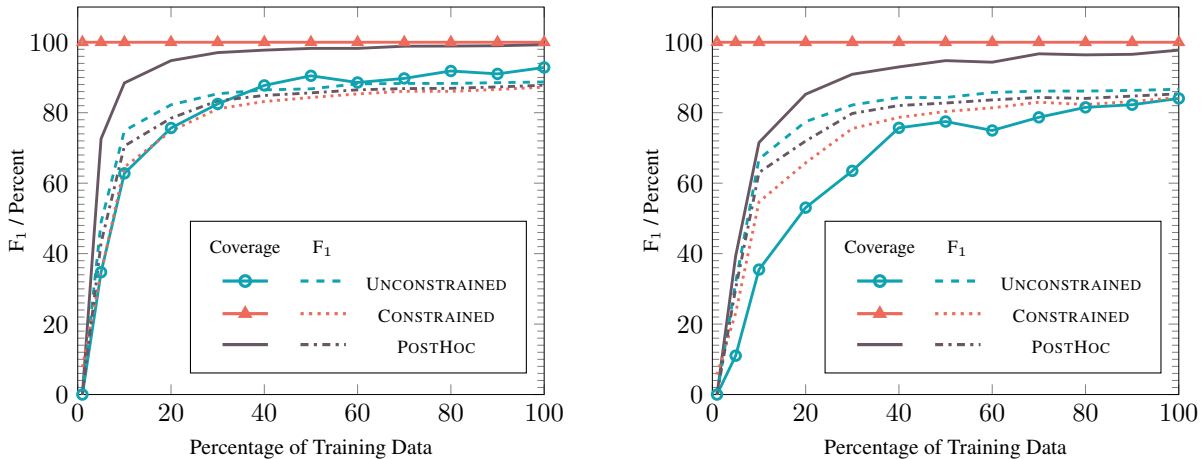 100
80
60
40
20
0
F1 / Percent
Coverage F1
UNCONSTRAINED
CONSTRAINED
POSTHOC
0 20 40 60 80 100
Percentage of Training Data
100
80
60
40
20
0
F1 / Percent
Coverage F1
UNCONSTRAINED
CONSTRAINED
POSTHOC
0 20 40 60 80 100
Percentage of Training Data